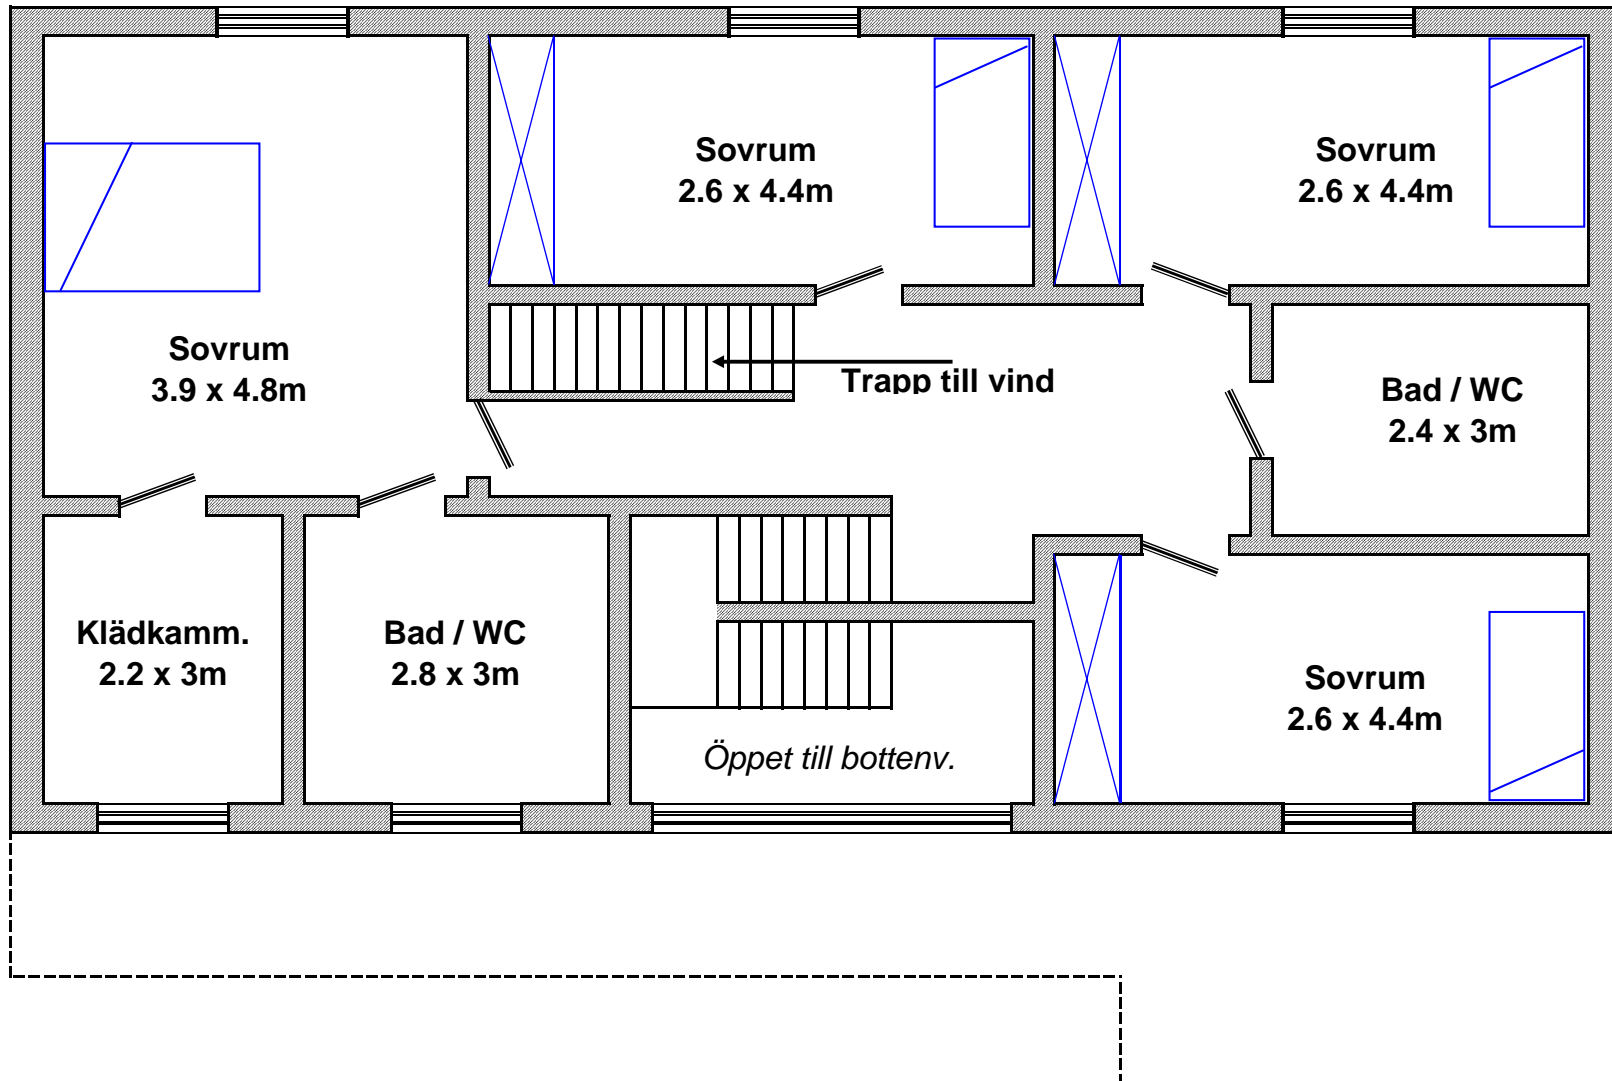 Sovrum
2.6 x 4.4m
Sovrum
2.6 x 4.4m
Sovrum
3.9 x 4.8m
Trapp till vind
Bad / WC
2.4 x 3m
Klädkamm.
2.2 x 3m
Bad / WC
2.8 x 3m
Sovrum
2.6 x 4.4m
Öppet till bottenv.